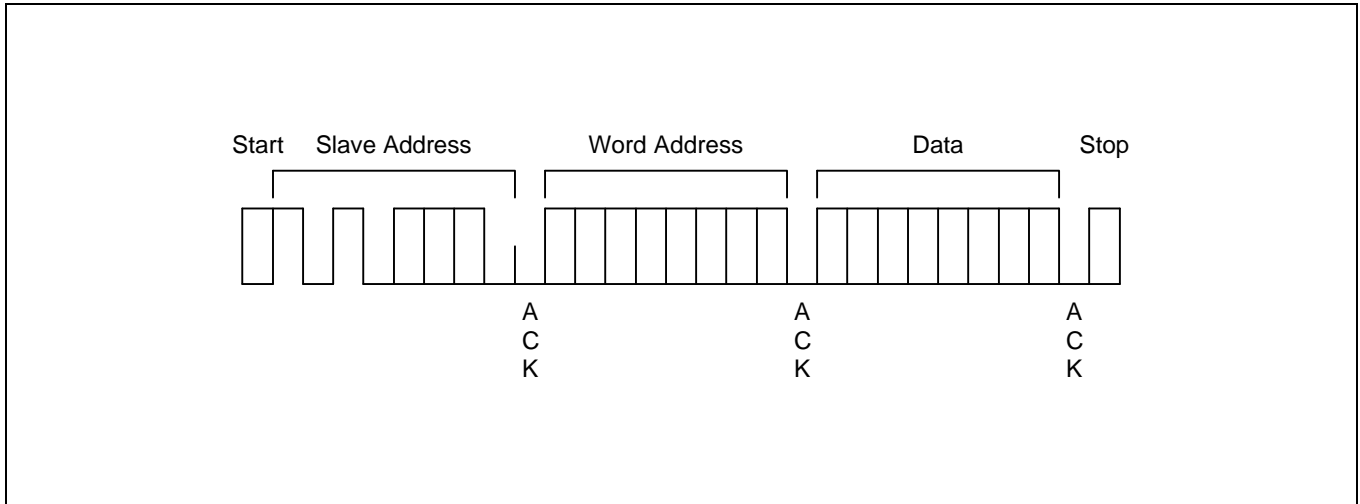 Start Slave Address Word Address Data Stop
A A A
C C C
K K K